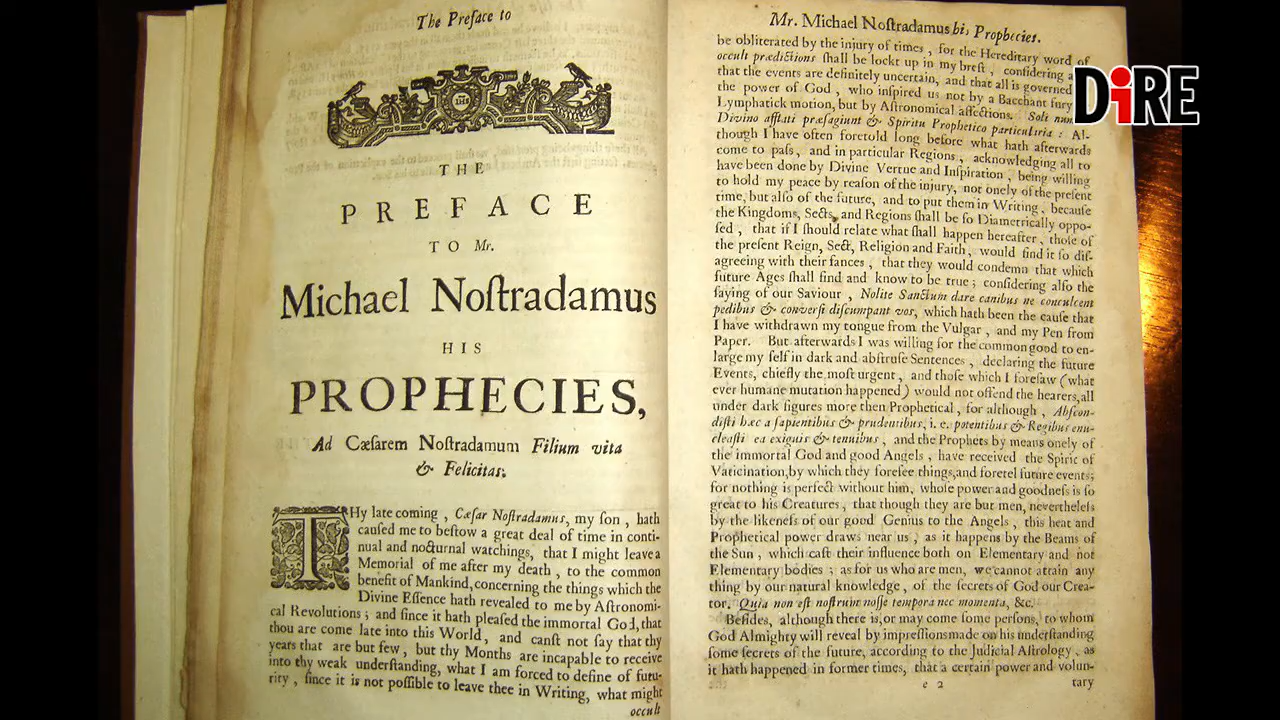 The Preface to
THE
PREFACE
TO Mr.
Michael Noſtradamus
HIS
PROPHECIES,
Ad Cæſarem Noſtradamum Filium vita
& Felicitas.
THy late coming , Cæſar Noſtradamus, my ſon , hath
cauſed me to beſtow a great deal of time in conti-
nual and nocturnal watchings, that I might leave a
Memorial of me after my death , to the common
benefit of Mankind, concerning the things which the
Divine Eſſence hath revealed to me by Aſtronomi-
cal Revolutions ; and ſince it hath pleaſed the immortal God, that
thou are come late into this World , and canſt not ſay that thy
years that are but few , but thy Months are incapable to receive
into thy weak underſtanding, what I am forced to define of futu-
rity , ſince it is not poſſible to leave thee in Writing, what might
occult
Mr. Michael Noſtradamus his Prophecies.
be obliterated by the injury of times , for the Hereditary word of
occult prædictions ſhall be lockt up in my breſt , conſidering
that the events are definitely uncertain, and that all is governed
the power of God , who inſpired us not by a Bacchant fury
Lymphatick motion, but by Aſtronomical affections. Soli
Divino afflati præſagiunt & Spiritu Prophetico particularia : Al-
though I have often foretold long before what hath afterwards
come to paſs, and in particular Regions , acknowledging all to
have been done by Divine Vertue and Inſpiration , being willing
to hold my peace by reaſon of the injury, not onely of the preſent
time, but alſo of the future, and to put them in Writing, becauſe
the Kingdoms, Sects, and Regions ſhall be ſo Diametrically oppo-
ſed , that if I ſhould relate what ſhall happen hereafter , thoſe of
the preſent Reign, Sect, Religion and Faith, would find it ſo diſ-
agreeing with their fances , that they would condemn that which
future Ages ſhall find and know to be true ; conſidering alſo the
ſaying of our Saviour , Nolite Sanctum dare canibus ne conculcent
pedibus & converſi diſcumpant vos, which hath been the cauſe that
I have withdrawn my tongue from the Vulgar , and my Pen from
Paper. But afterwards I was willing for the common good to en-
large my ſelf in dark and abſtruſe Sentences , declaring the future
Events, chiefly the moſt urgent , and thoſe which I foreſaw (what
ever humane mutation happened) would not offend the hearers, all
under dark figures more then Prophetical , for although , Abſcon-
diſti hæc a ſapientibus & prudentibus, i. e. potentibus & Regibus enu-
cleaſti ea exiguis & tenuibus , and the Prophets by means onely of
the immortal God and good Angels , have received the Spirit of
Vaticination, by which they foreſee things, and foretel future events;
for nothing is perfect without him, whoſe power and goodneſs is ſo
great to his Creatures , that though they are but men, nevertheleſs
by the likeneſs of our good Genius to the Angels , this heat and
Prophetical power draws near us , as it happens by the Beams of
the Sun , which caſt their influence both on Elementary and not
Elementary bodies ; as for us who are men, we cannot attain any
thing by our natural knowledge , of the ſecrets of God our Crea-
tor. Quia non eſt noſtrum noſſe tempora nec momenta, &c.
Beſides, although there is, or may come ſome perſons, to whom
God Almighty will reveal by impreſſions made on his underſtanding
ſome ſecrets of the future, according to the Judicial Aſtrology , as
it hath happened in former times, that a certain power and volun-
e 2 tary
DiRE